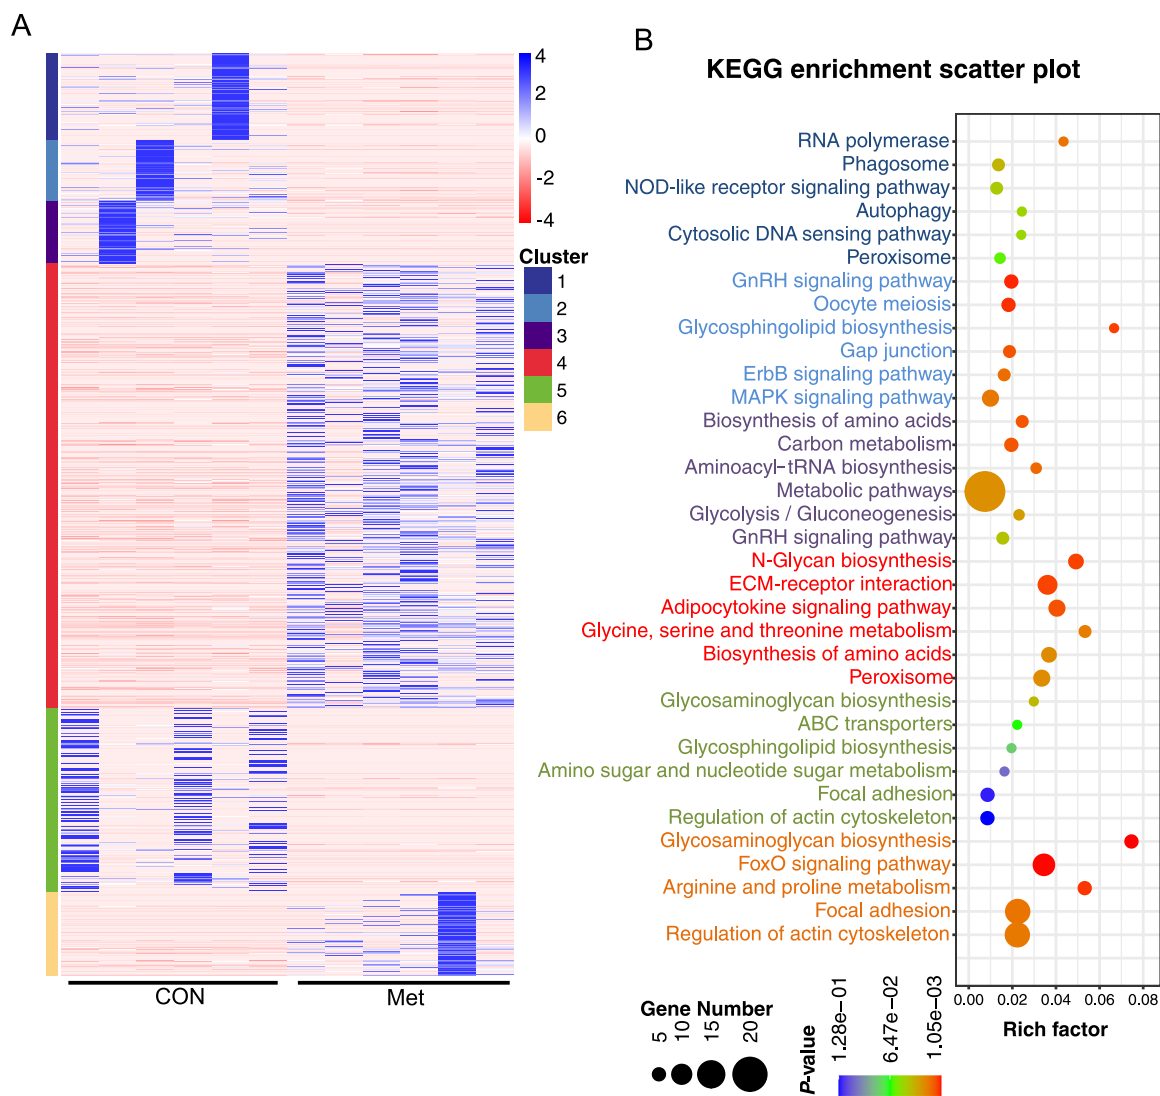 A
4
2
0
-2
-4
Cluster
1
2
3
4
5
6
CON
Met
B
KEGG enrichment scatter plot
RNA polymerase
Phagosome
NOD-like receptor signaling pathway
Autophagy
Cytosolic DNA sensing pathway
Peroxisome
GnRH signaling pathway
Oocyte meiosis
Glycosphingolipid biosynthesis
Gap junction
ErbB signaling pathway
MAPK signaling pathway
Biosynthesis of amino acids
Carbon metabolism
Aminoacyl-tRNA biosynthesis
Metabolic pathways
Glycolysis / Gluconeogenesis
GnRH signaling pathway
N-Glycan biosynthesis
ECM-receptor interaction
Adipocytokine signaling pathway
Glycine, serine and threonine metabolism
Biosynthesis of amino acids
Peroxisome
Glycosaminoglycan biosynthesis
ABC transporters
Glycosphingolipid biosynthesis
Amino sugar and nucleotide sugar metabolism
Focal adhesion
Regulation of actin cytoskeleton
Glycosaminoglycan biosynthesis
FoxO signaling pathway
Arginine and proline metabolism
Focal adhesion
Regulation of actin cytoskeleton
0.00 0.02 0.04 0.06 0.08
Rich factor
Gene Number
5 10 15 20
P-value
1.28e-01 6.47e-02 1.05e-03